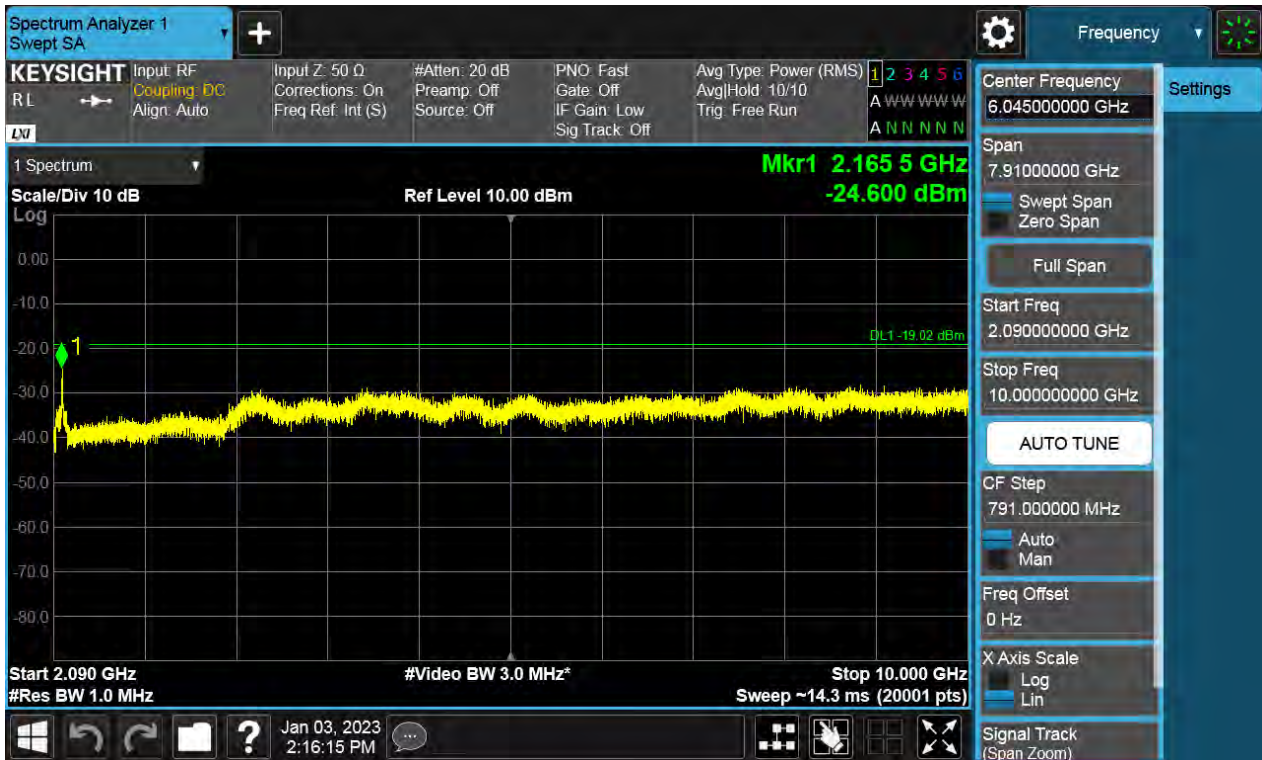 Spectrum Analyzer 1
Swept SA
+
Frequency
KEYSIGHT
RL
LXI
Input: RF
Coupling: DC
Align: Auto
Input Z: 50 Ω
Corrections: On
Freq Ref: Int (S)
#Atten: 20 dB
Preamp: Off
Source: Off
PNO: Fast
Gate: Off
IF Gain: Low
Sig Track: Off
Avg Type: Power (RMS)
Avg|Hold: 10/10
Trig: Free Run
1 2 3 4 5 6
A W W W W W
A N N N N N
1 Spectrum
Scale/Div 10 dB
Log
Ref Level 10.00 dBm
Mkr1 2.165 5 GHz
-24.600 dBm
0.00
-10.0
-20.0
-30.0
-40.0
-50.0
-60.0
-70.0
-80.0
1
DL1 -19.02 dBm
Start 2.090 GHz
#Res BW 1.0 MHz
#Video BW 3.0 MHz*
Stop 10.000 GHz
Sweep ~14.3 ms (20001 pts)
?
Jan 03, 2023
2:16:15 PM
Center Frequency
6.045000000 GHz
Settings
Span
7.91000000 GHz
Swept Span
Zero Span
Full Span
Start Freq
2.090000000 GHz
Stop Freq
10.000000000 GHz
AUTO TUNE
CF Step
791.000000 MHz
Auto
Man
Freq Offset
0 Hz
X Axis Scale
Log
Lin
Signal Track
(Span Zoom)